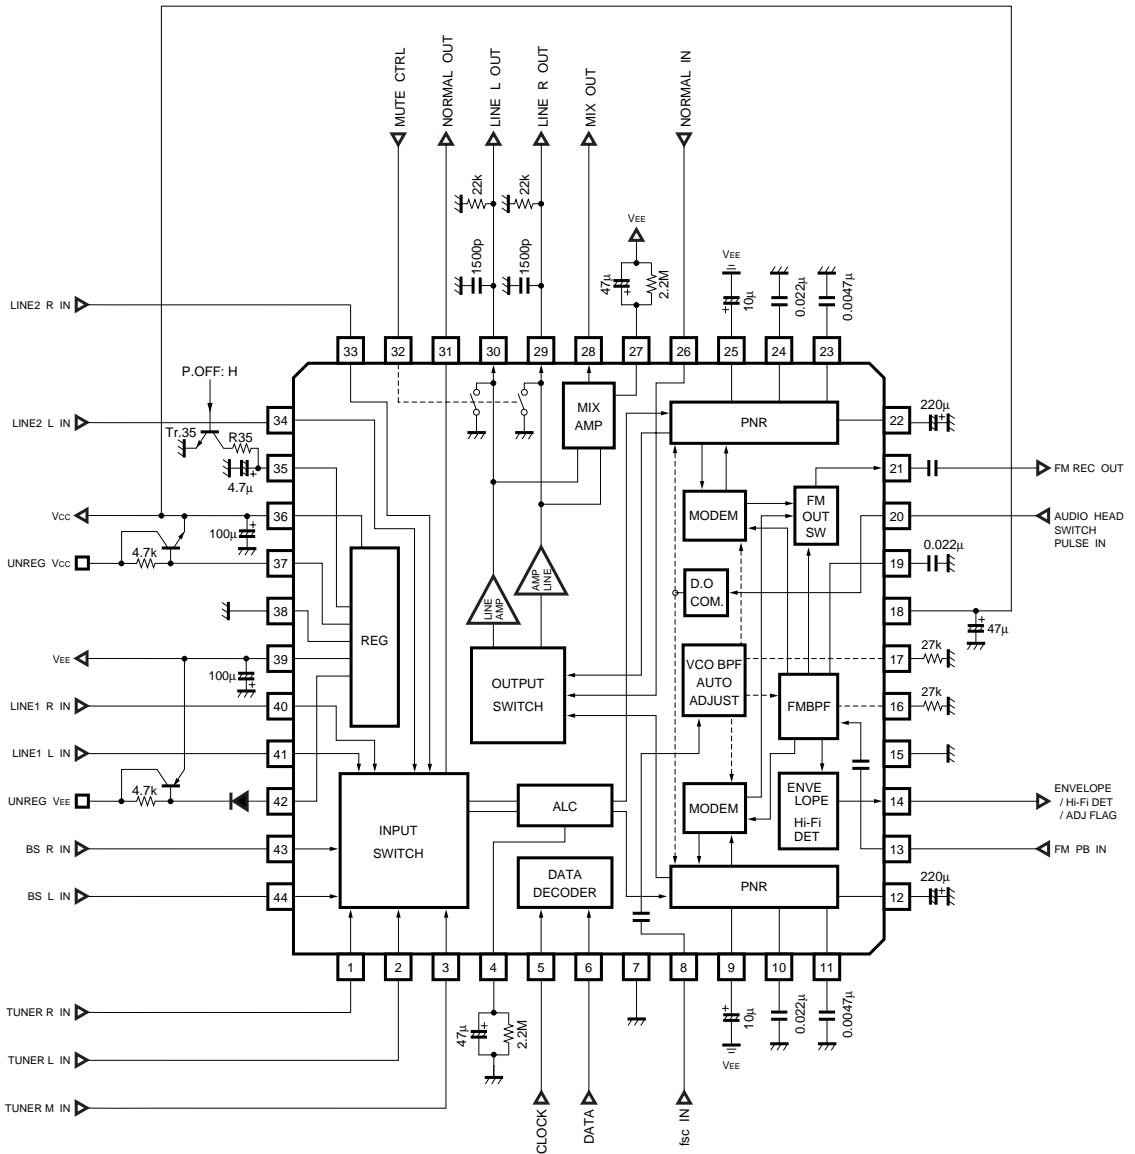 MUTE CTRL
NORMAL OUT
LINE L OUT
LINE R OUT
MIX OUT
NORMAL IN
22k
22k
1500p
1500p
VEE
47μ
2.2M
VEE
10μ
0.022μ
0.0047μ
LINE2 R IN
33
32
31
30
29
28
27
26
25
24
23
P.OFF: H
LINE2 L IN
34
Tr.35
R35
35
4.7μ
VCC
36
100μ
4.7k
UNREG VCC
37
38
VEE
39
100μ
LINE1 R IN
40
LINE1 L IN
41
4.7k
UNREG VEE
42
BS R IN
43
BS L IN
44
MIX
AMP
PNR
MODEM
FM
OUT
SW
D.O
COM.
REG
LINE
AMP
AMP
LINE
OUTPUT
SWITCH
VCO BPF
AUTO
ADJUST
FMBPF
INPUT
SWITCH
ALC
MODEM
ENVE
LOPE
Hi-Fi
DET
DATA
DECODER
PNR
22
220μ
21
FM REC OUT
20
AUDIO HEAD
SWITCH
PULSE IN
0.022μ
19
18
47μ
17
27k
16
27k
15
14
ENVELOPE
/ Hi-Fi DET
/ ADJ FLAG
13
FM PB IN
12
220μ
1
2
3
4
5
6
7
8
9
10
11
TUNER R IN
TUNER L IN
TUNER M IN
47μ
2.2M
CLOCK
DATA
fsc IN
10μ
VEE
0.022μ
0.0047μ